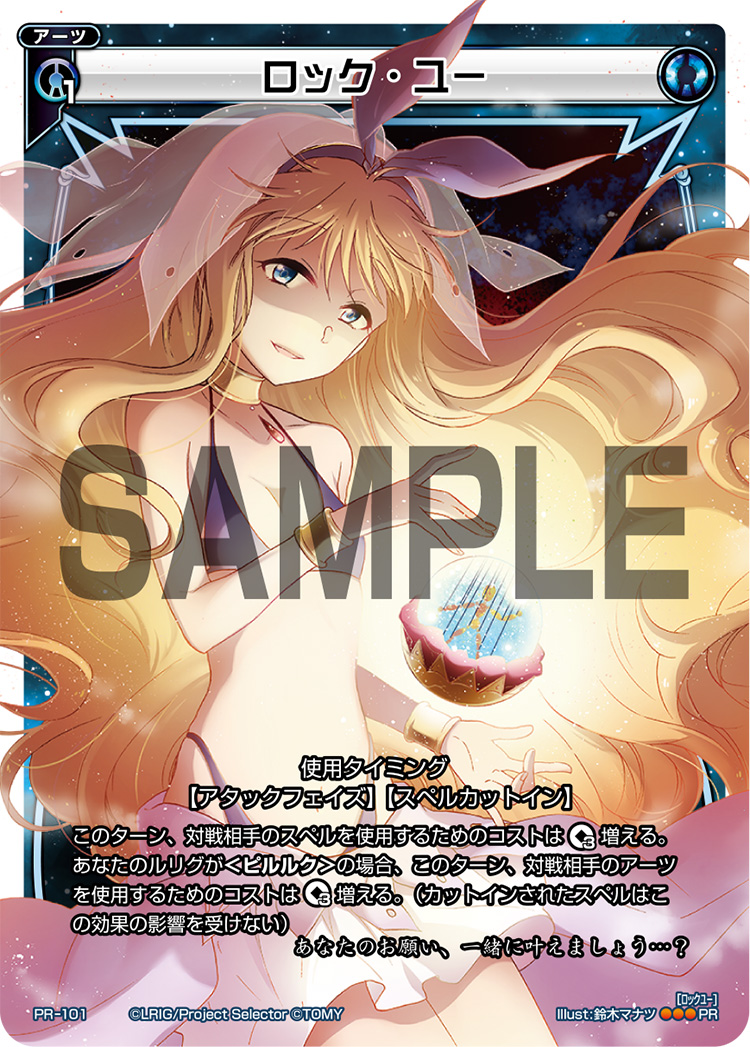 アーツ
ロック・ユー
1
SAMPLE
使用タイミング
【アタックフェイズ】【スペルカットイン】
このターン、対戦相手のスペルを使用するためのコストは3増える。
あなたのルリグが<ピルルク>の場合、このターン、対戦相手のアーツ
を使用するためのコストは3増える。(カットインされたスペルはこ
の効果の影響を受けない)
あなたのお願い、一緒に叶えましょう…?
[ロックユー]
PR-101 ©LRIG/Project Selector ©TOMY Illust:鈴木マナツ PR